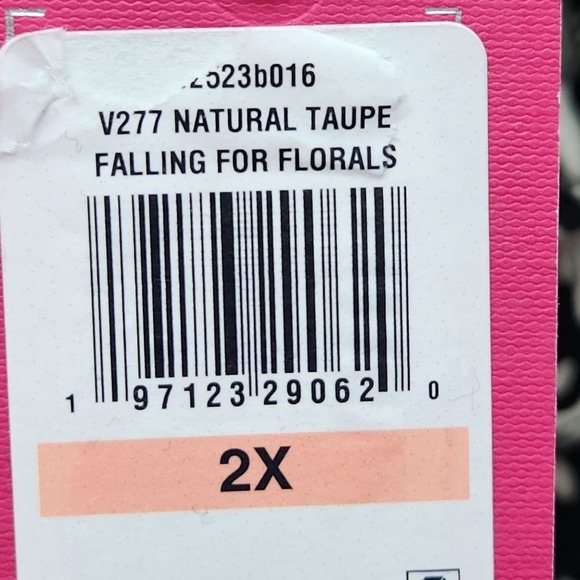 2523b016
V277 NATURAL TAUPE
FALLING FOR FLORALS
1 97123 29062 0
2X